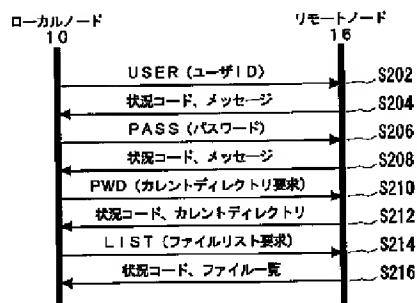 ローカルノード
10
リモートノード
16
USER (ユーザID)
S202
状況コード、メッセージ
S204
PASS (パスワード)
S206
状況コード、メッセージ
S208
PWD (カレントディレクトリ要求)
S210
状況コード、カレントディレクトリ
S212
LIST (ファイルリスト要求)
S214
状況コード、ファイル一覧
S216